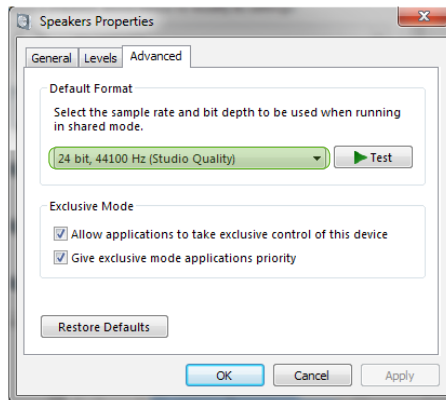 Speakers Properties
General Levels Advanced
Default Format
Select the sample rate and bit depth to be used when running
in shared mode.
24 bit, 44100 Hz (Studio Quality)
Test
Exclusive Mode
Allow applications to take exclusive control of this device
Give exclusive mode applications priority
Restore Defaults
OK Cancel Apply